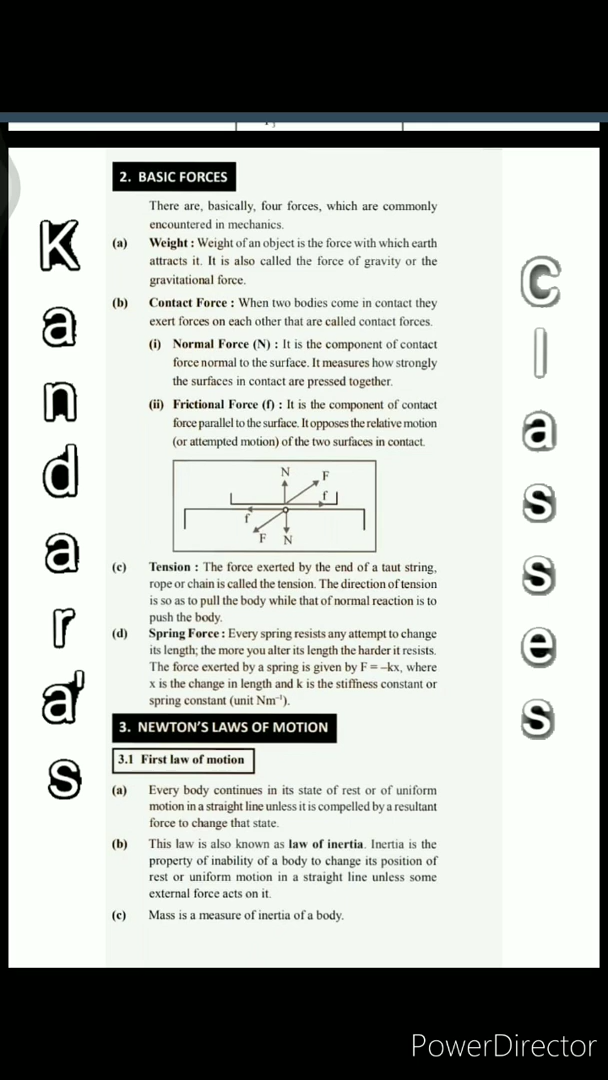 2. BASIC FORCES
There are, basically, four forces, which are commonly
encountered in mechanics.
(a) Weight : Weight of an object is the force with which earth
attracts it. It is also called the force of gravity or the
gravitational force.
(b) Contact Force : When two bodies come in contact they
exert forces on each other that are called contact forces.
(i) Normal Force (N) : It is the component of contact
force normal to the surface. It measures how strongly
the surfaces in contact are pressed together.
(ii) Frictional Force (f) : It is the component of contact
force parallel to the surface. It opposes the relative motion
(or attempted motion) of the two surfaces in contact.
N
F
f
f
F N
(c) Tension : The force exerted by the end of a taut string,
rope or chain is called the tension. The direction of tension
is so as to pull the body while that of normal reaction is to
push the body.
(d) Spring Force : Every spring resists any attempt to change
its length; the more you alter its length the harder it resists.
The force exerted by a spring is given by F = –kx, where
x is the change in length and k is the stiffness constant or
spring constant (unit Nm⁻¹).
3. NEWTON'S LAWS OF MOTION
3.1 First law of motion
(a) Every body continues in its state of rest or of uniform
motion in a straight line unless it is compelled by a resultant
force to change that state.
(b) This law is also known as law of inertia. Inertia is the
property of inability of a body to change its position of
rest or uniform motion in a straight line unless some
external force acts on it.
(c) Mass is a measure of inertia of a body.
Kandara's
Classes
PowerDirector